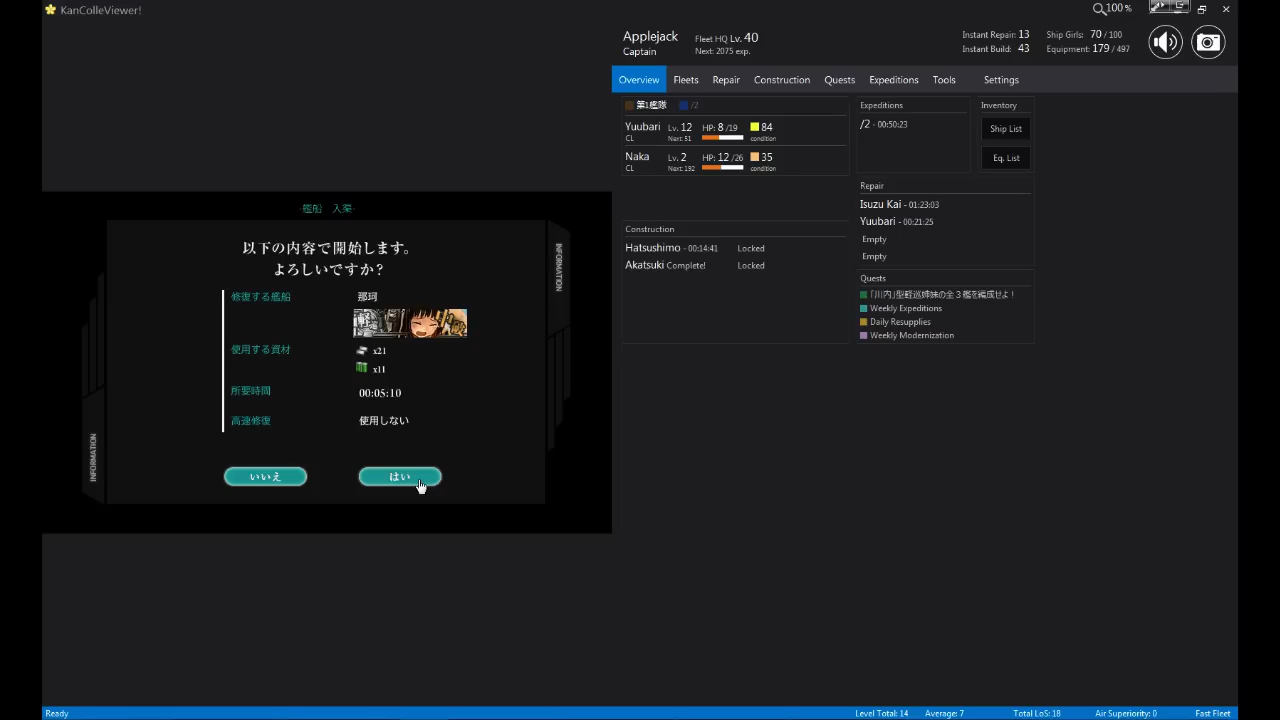 KanColleViewer!
100 %
Applejack
Captain
Fleet HQ Lv. 40
Next: 2075 exp.
Instant Repair: 13
Instant Build: 43
Ship Girls: 70 / 100
Equipment: 179 / 497
Overview Fleets Repair Construction Quests Expeditions Tools Settings
第1艦隊 /2
Yuubari Lv. 12 HP: 8 /19 84
CL Next: 51 condition
Naka Lv. 2 HP: 12 /26 35
CL Next: 192 condition
Expeditions
/2 - 00:50:23
Inventory
Ship List
Eq. List
Repair
Isuzu Kai - 01:23:03
Yuubari - 00:21:25
Empty
Empty
Construction
Hatsushimo - 00:14:41 Locked
Akatsuki Complete! Locked
Quests
「川内」型軽巡姉妹の全３艦を編成せよ！
Weekly Expeditions
Daily Resupplies
Weekly Modernization
-艦船 入渠-
以下の内容で開始します。
よろしいですか？
修復する艦船 那珂
使用する資材 x21
x11
所要時間 00:05:10
高速修復 使用しない
いいえ はい
INFORMATION
INFORMATION
Ready
Level Total: 14 Average: 7 Total LoS: 18 Air Superiority: 0 Fast Fleet